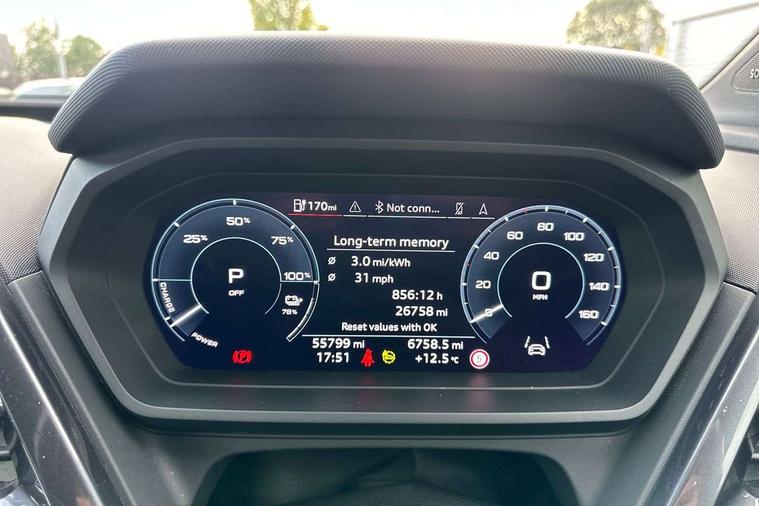 170mi
Not conn...
50%
25%
75%
100%
P
OFF
CHARGE
POWER
78%
Long-term memory
ø 3.0 mi/kWh
ø 31 mph
856:12 h
26758 mi
Reset values with OK
55799 mi 6758.5 mi
17:51 +12.5 °C
(P)
5
80
60 100
40 120
20 140
0 160
0
MPH